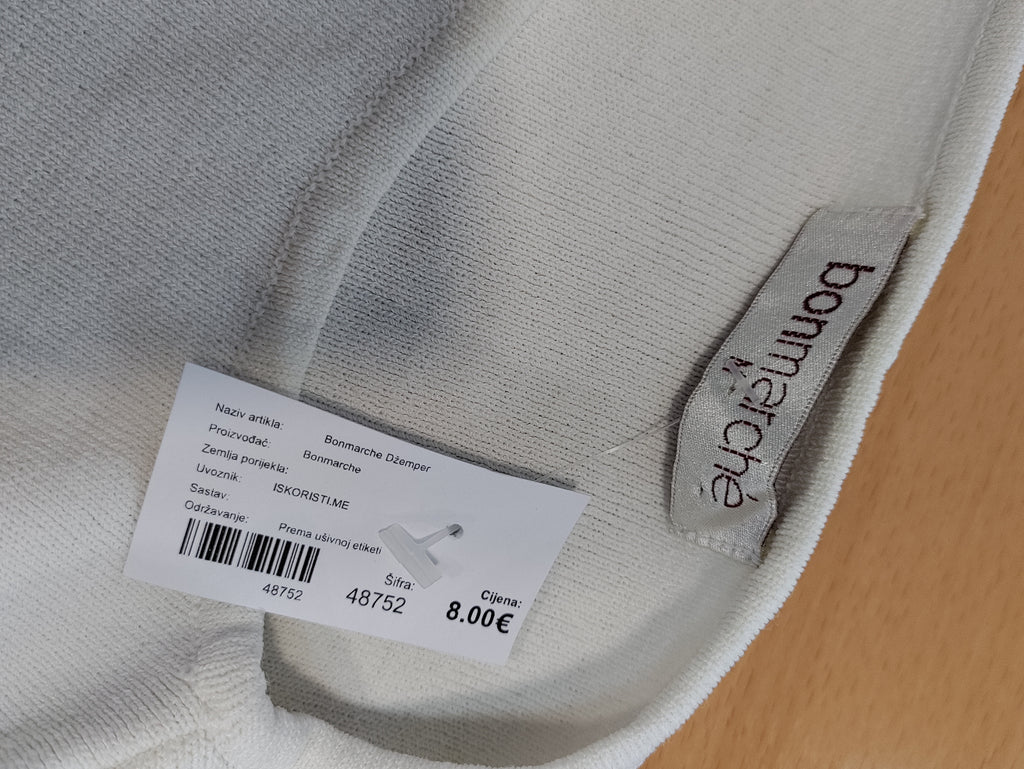 Naziv artikla: Bonmarche Džemper
Proizvođač: Bonmarche
Zemlja porijekla:
Uvoznik: ISKORISTI.ME
Sastav:
Održavanje: Prema ušivnoj etiketi
48752
Šifra:
48752
Cijena:
8.00€
bonmarché